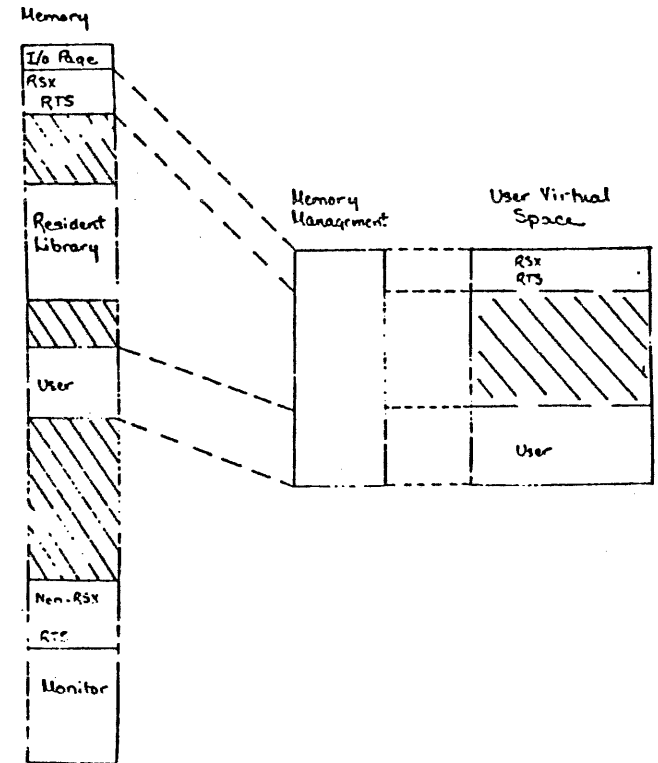 Memory
I/o Page
RSX
RTS
Resident
Library
User
Non-RSX
RTS
Monitor
Memory
Management
User Virtual
Space
RSX
RTS
User